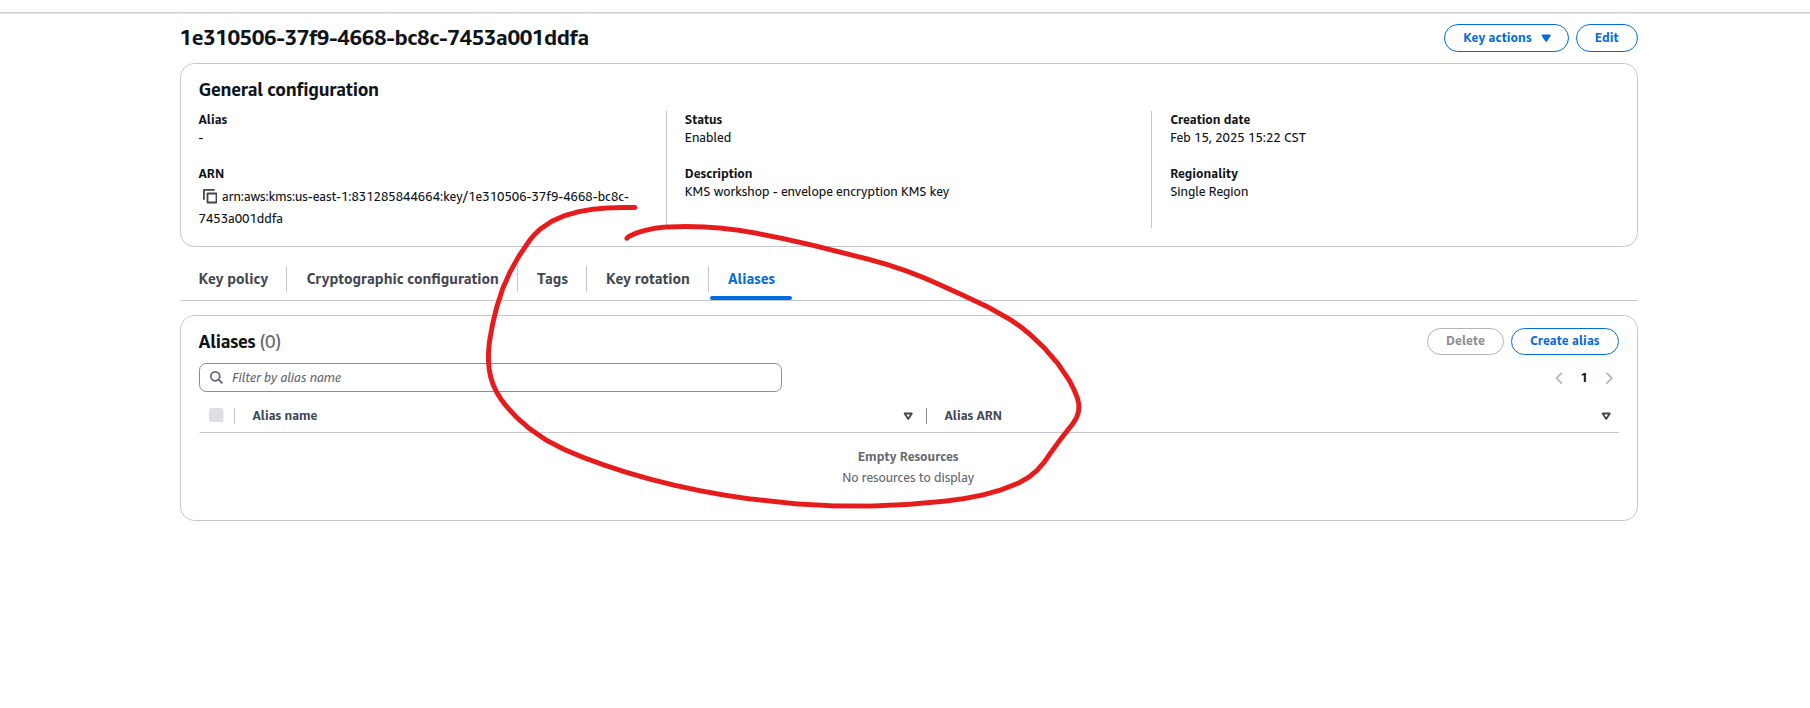 1e310506-37f9-4668-bc8c-7453a001ddfa
Key actions
Edit
General configuration
Alias
-
ARN
arn:aws:kms:us-east-1:831285844664:key/1e310506-37f9-4668-bc8c-
7453a001ddfa
Status
Enabled
Description
KMS workshop - envelope encryption KMS key
Creation date
Feb 15, 2025 15:22 CST
Regionality
Single Region
Key policy
Cryptographic configuration
Tags
Key rotation
Aliases
Aliases (0)
Delete
Create alias
Filter by alias name
1
Alias name
Alias ARN
Empty Resources
No resources to display